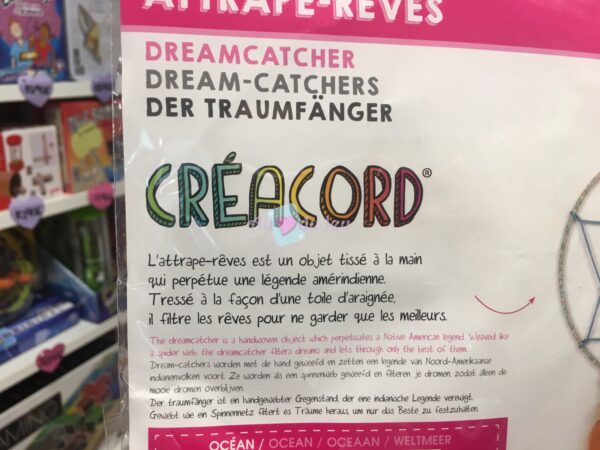 ATTRAPE-RÊVES
DREAMCATCHER
DREAM-CATCHERS
DER TRAUMFÄNGER
CRÉACORD®
L'attrape-rêves est un objet tissé à la main
qui perpétue une légende amérindienne.
Tressé à la façon d'une toile d'araignée,
il filtre les rêves pour ne garder que les meilleurs.
The dreamcatcher is a handwoven object which perpetuates a Native American legend. Weaved like
a spider web, the dreamcatcher filters dreams and lets through only the best of them.
Dream-catchers worden met de hand geweefd en zetten een legende van Noord-Amerikaanse
indianenvolken voort. Ze worden als een spinnenweb geweefd en filteren je dromen, zodat alleen de
mooie dromen overblijven.
Der traumfänger ist ein handgewebter Gegenstand, der eine indianische Legende verewigt.
Gewebt wie ein Spinnennetz filtert es Träume heraus, um nur das Beste zu festzuhalten.
OCÉAN / OCEAN / OCEAAN / WELTMEER